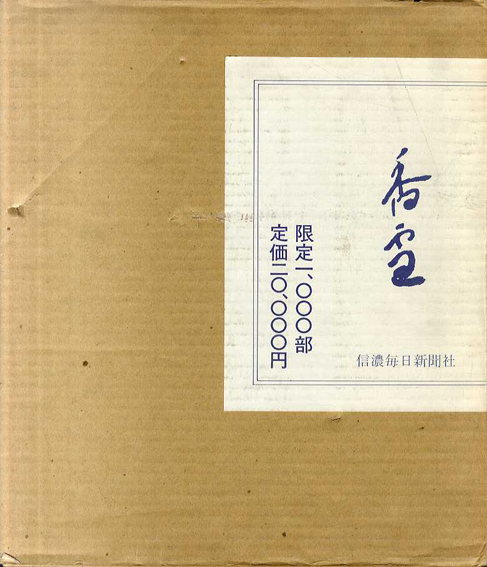 香雪
限定一、〇〇〇部
定価二〇、〇〇〇円
信濃毎日新聞社